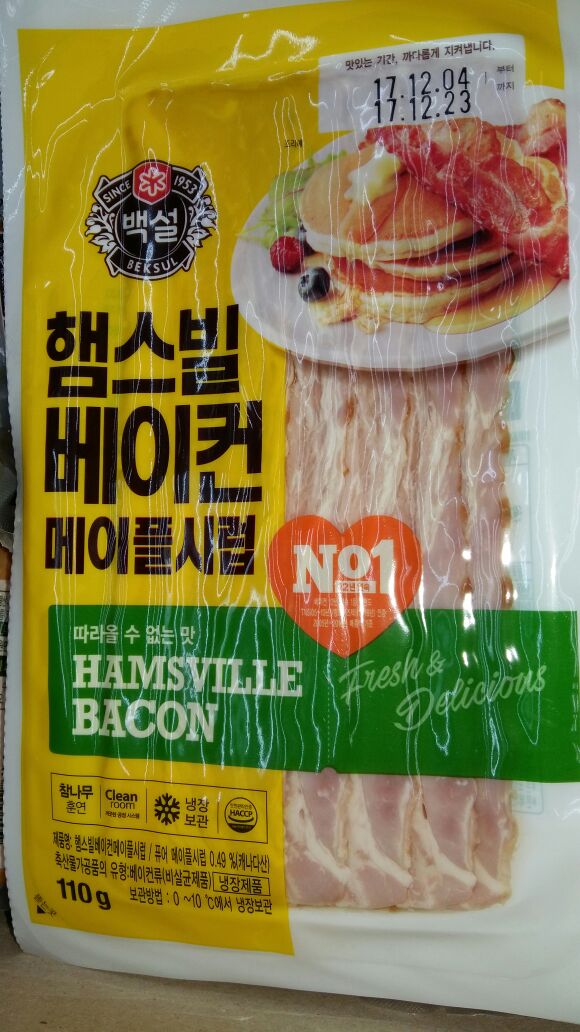 맛있는 기간, 까다롭게 지켜냅니다.
17.12.04 부터
17.12.23 까지
SINCE 1953
백설
BEKSUL
햄스빌
베이컨
메이플시럽
No1
따라올 수 없는 맛
HAMSVILLE
BACON
Fresh &
Delicious
참나무
훈연
Clean
room
냉장
보관
HACCP
제품명: 햄스빌베이컨메이플시럽 / 퓨어 메이플시럽 0.49 %(캐나다산)
축산물가공품의 유형:베이컨류(비살균제품) 냉장제품
110g
보관방법 : 0 ~10 ℃에서 냉장보관